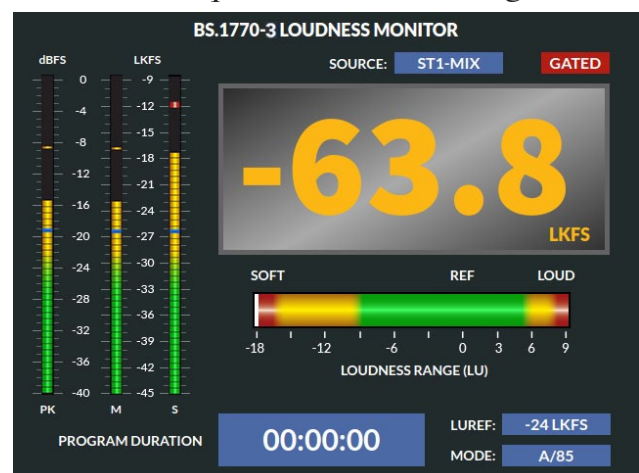 BS.1770-3 LOUDNESS MONITOR
dBFS LKFS
SOURCE: ST1-MIX GATED
0 -9
-4 -12
-8 -15
-12 -18
-16 -21
-20 -24
-24 -27
-28 -30
-32 -33
-36 -36
-40 -39
-42
-45
PK M S
-63.8
LKFS
SOFT REF LOUD
-18 -12 -6 0 3 6 9
LOUDNESS RANGE (LU)
PROGRAM DURATION 00:00:00
LUREF: -24 LKFS
MODE: A/85